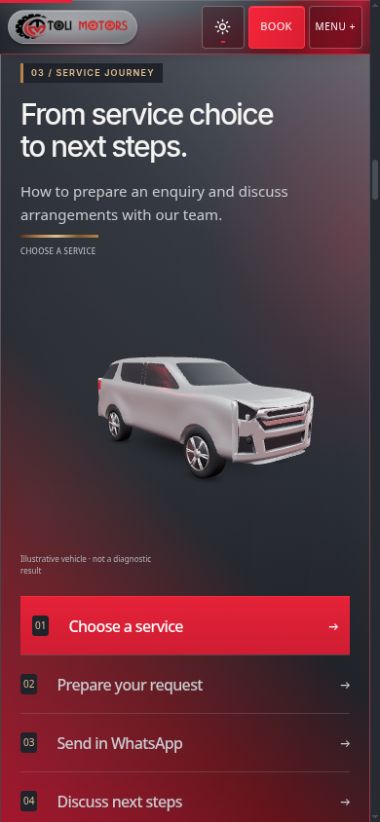 TOLI MOTORS
BOOK
MENU +
03 / SERVICE JOURNEY
From service choice
to next steps.
How to prepare an enquiry and discuss
arrangements with our team.
CHOOSE A SERVICE
Illustrative vehicle · not a diagnostic
result
01 Choose a service →
02 Prepare your request →
03 Send in WhatsApp →
04 Discuss next steps →